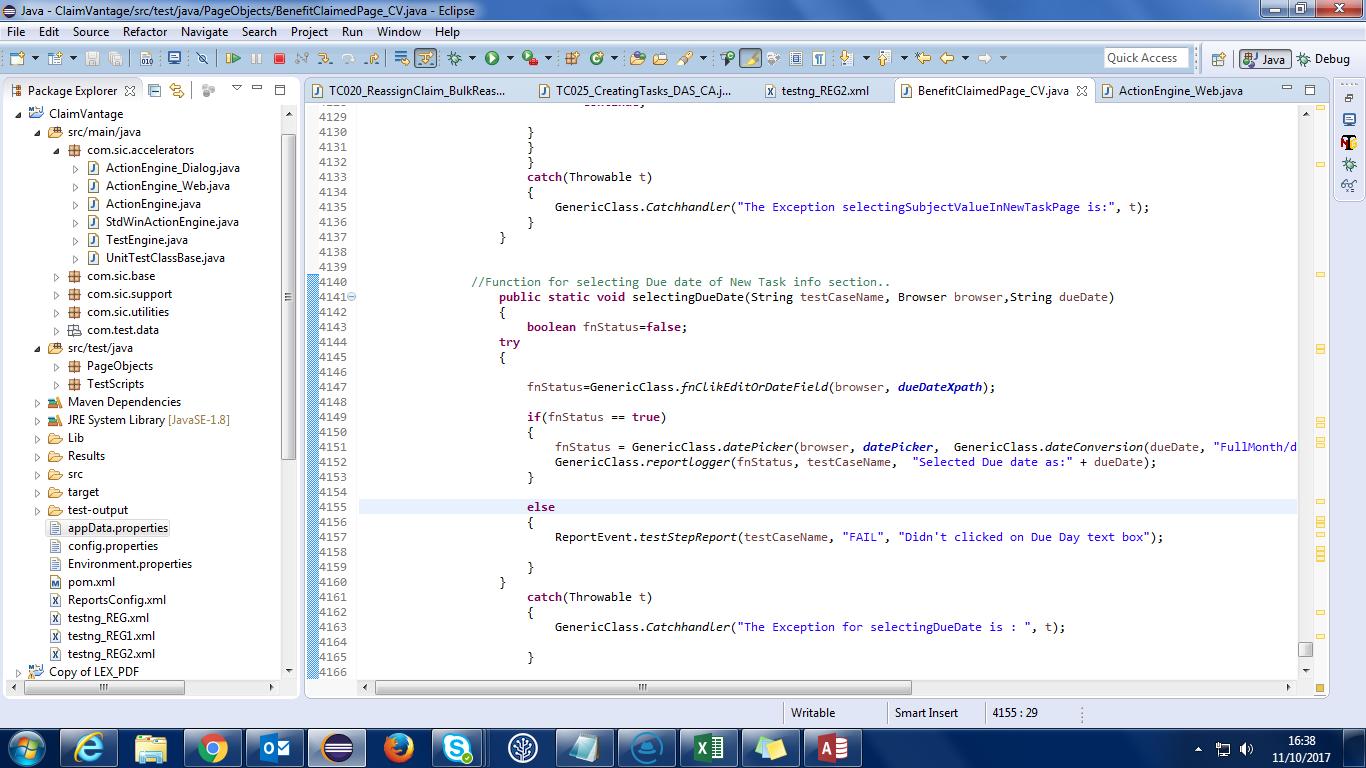 Java - ClaimVantage/src/test/java/PageObjects/BenefitClaimedPage_CV.java - Eclipse
File Edit Source Refactor Navigate Search Project Run Window Help
Quick Access Java Debug
Package Explorer
TC020_ReassignClaim_BulkReas... TC025_CreatingTasks_DAS_CA.j... testng_REG2.xml BenefitClaimedPage_CV.java ActionEngine_Web.java
ClaimVantage
src/main/java
com.sic.accelerators
ActionEngine_Dialog.java
ActionEngine_Web.java
ActionEngine.java
StdWinActionEngine.java
TestEngine.java
UnitTestClassBase.java
com.sic.base
com.sic.support
com.sic.utilities
com.test.data
src/test/java
PageObjects
TestScripts
Maven Dependencies
JRE System Library [JavaSE-1.8]
Lib
Results
src
target
test-output
appData.properties
config.properties
Environment.properties
pom.xml
ReportsConfig.xml
testng_REG.xml
testng_REG1.xml
testng_REG2.xml
Copy of LEX_PDF
4129
4130 }
4131 }
4132 }
4133 catch(Throwable t)
4134 {
4135 GenericClass.Catchhandler("The Exception selectingSubjectValueInNewTaskPage is:", t);
4136 }
4137 }
4138
4139
4140 //Function for selecting Due date of New Task info section..
4141 public static void selectingDueDate(String testCaseName, Browser browser,String dueDate)
4142 {
4143 boolean fnStatus=false;
4144 try
4145 {
4146
4147 fnStatus=GenericClass.fnClikEditOrDateField(browser, dueDateXpath);
4148
4149 if(fnStatus == true)
4150 {
4151 fnStatus = GenericClass.datePicker(browser, datePicker, GenericClass.dateConversion(dueDate, "FullMonth/d
4152 GenericClass.reportlogger(fnStatus, testCaseName, "Selected Due date as:" + dueDate);
4153 }
4154
4155 else
4156 {
4157 ReportEvent.testStepReport(testCaseName, "FAIL", "Didn't clicked on Due Day text box");
4158
4159 }
4160 }
4161 catch(Throwable t)
4162 {
4163 GenericClass.Catchhandler("The Exception for selectingDueDate is : ", t);
4164
4165 }
4166
Writable Smart Insert 4155 : 29
16:38
11/10/2017